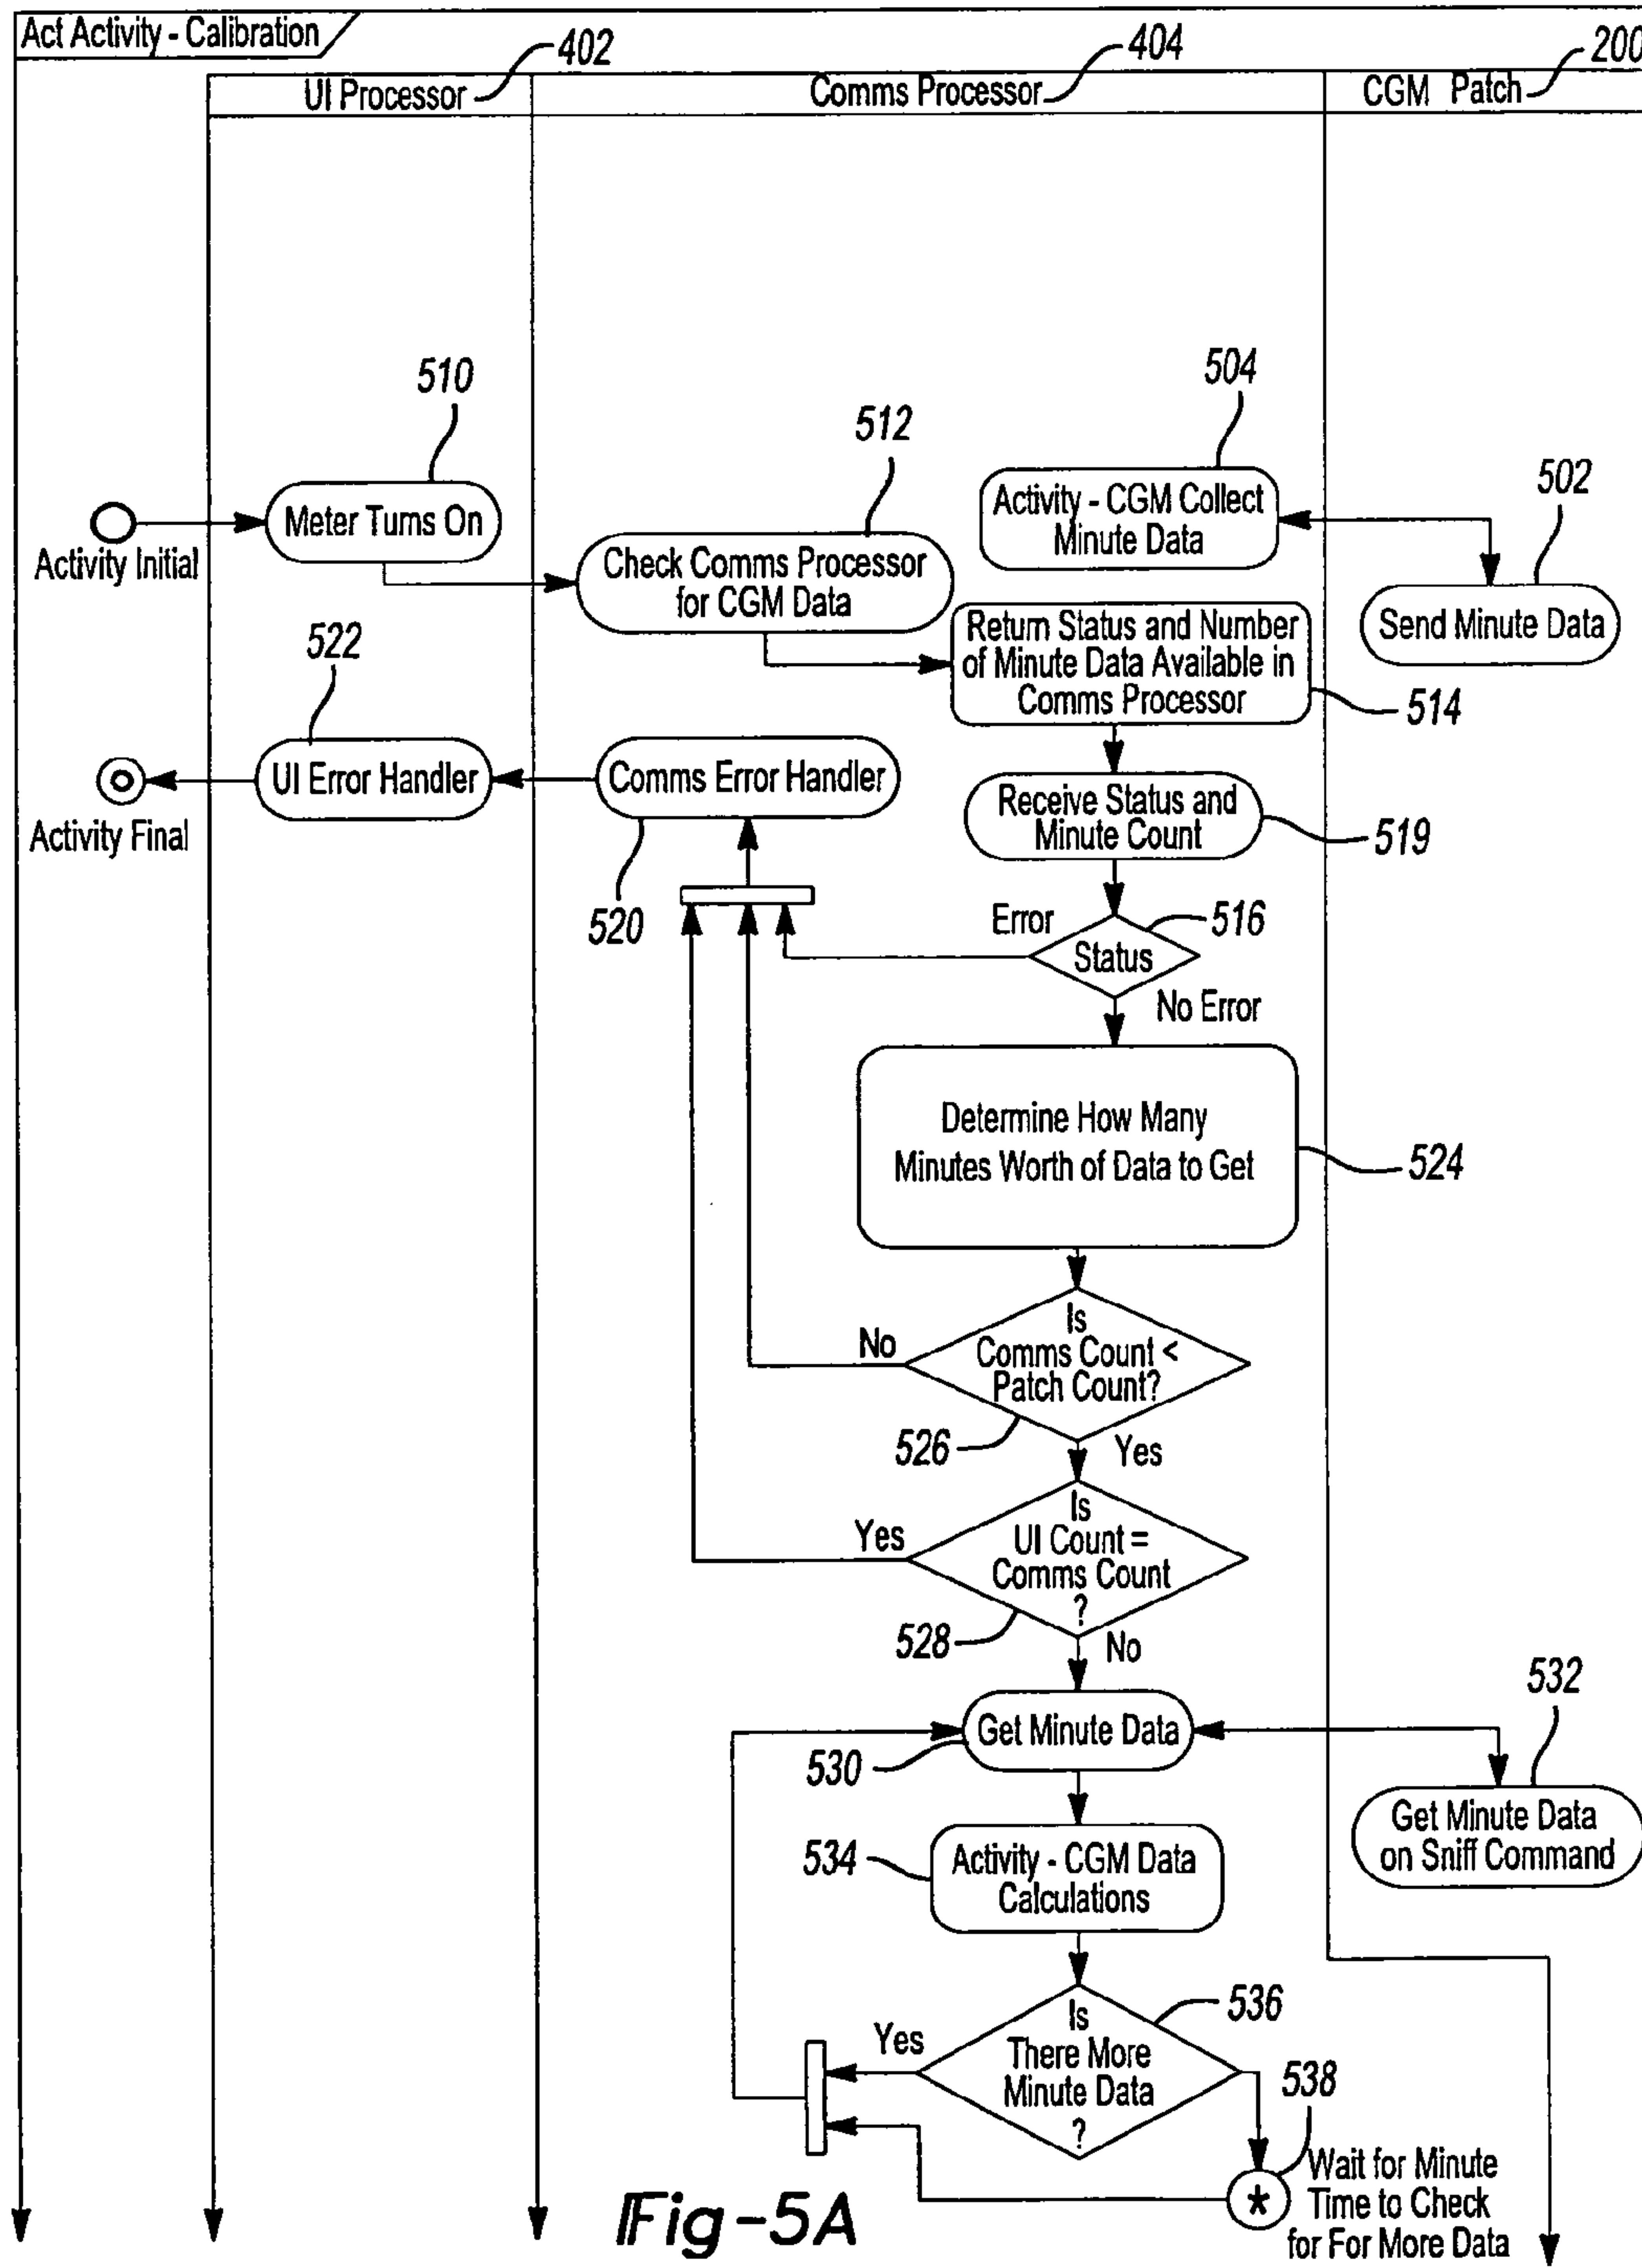 Act Activity - Calibration
402
404
200
UI Processor
Comms Processor
CGM Patch
510
504
512
502
Activity - CGM Collect
Minute Data
Meter Turns On
Activity Initial
Check Comms Processor
for CGM Data
Send Minute Data
Return Status and Number
of Minute Data Available in
Comms Processor
514
522
UI Error Handler
Comms Error Handler
Activity Final
Receive Status and
Minute Count
519
520
Error
516
Status
No Error
Determine How Many
Minutes Worth of Data to Get
524
Is
Comms Count <
Patch Count?
No
526
Yes
Is
UI Count =
Comms Count
?
Yes
528
No
532
Get Minute Data
530
Get Minute Data
on Sniff Command
534
Activity - CGM Data
Calculations
536
Is
There More
Minute Data
?
Yes
538
Wait for Minute
Time to Check
for For More Data
*
Fig-5A